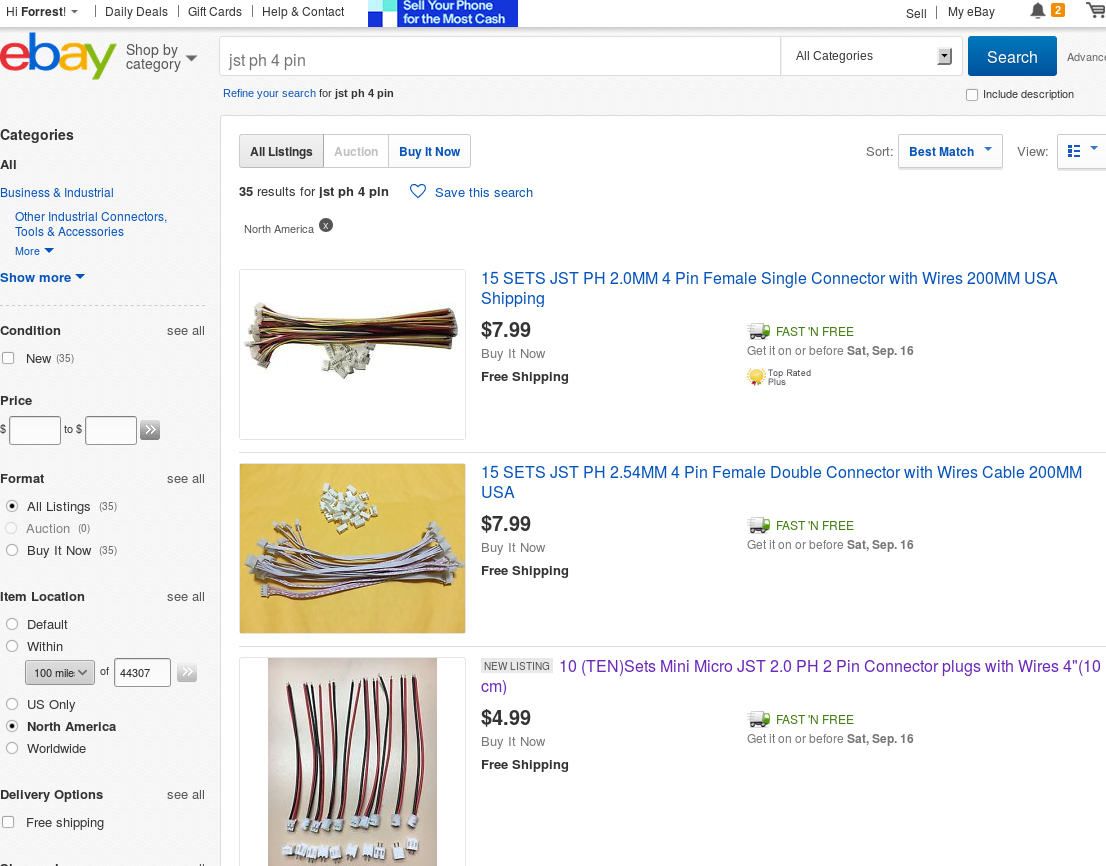 Hi Forrest!
Daily Deals
Gift Cards
Help & Contact
Sell Your Phone
for the Most Cash
Sell
My eBay
2
ebay
Shop by
category
jst ph 4 pin
All Categories
Search
Refine your search for jst ph 4 pin
Include description
Categories
All
Business & Industrial
Other Industrial Connectors,
Tools & Accessories
More
Show more
Condition
see all
New (35)
Price
$
to $
Format
see all
All Listings (35)
Auction (0)
Buy It Now (35)
Item Location
see all
Default
Within
100 mile
of
44307
US Only
North America
Worldwide
Delivery Options
see all
Free shipping
All Listings
Auction
Buy It Now
Sort:
Best Match
View:
35 results for jst ph 4 pin
Save this search
North America
x
15 SETS JST PH 2.0MM 4 Pin Female Single Connector with Wires 200MM USA
Shipping
$7.99
Buy It Now
Free Shipping
FAST 'N FREE
Get it on or before Sat, Sep. 16
Top Rated
Plus
15 SETS JST PH 2.54MM 4 Pin Female Double Connector with Wires Cable 200MM
USA
$7.99
Buy It Now
Free Shipping
FAST 'N FREE
Get it on or before Sat, Sep. 16
NEW LISTING 10 (TEN)Sets Mini Micro JST 2.0 PH 2 Pin Connector plugs with Wires 4"(10
cm)
$4.99
Buy It Now
Free Shipping
FAST 'N FREE
Get it on or before Sat, Sep. 16